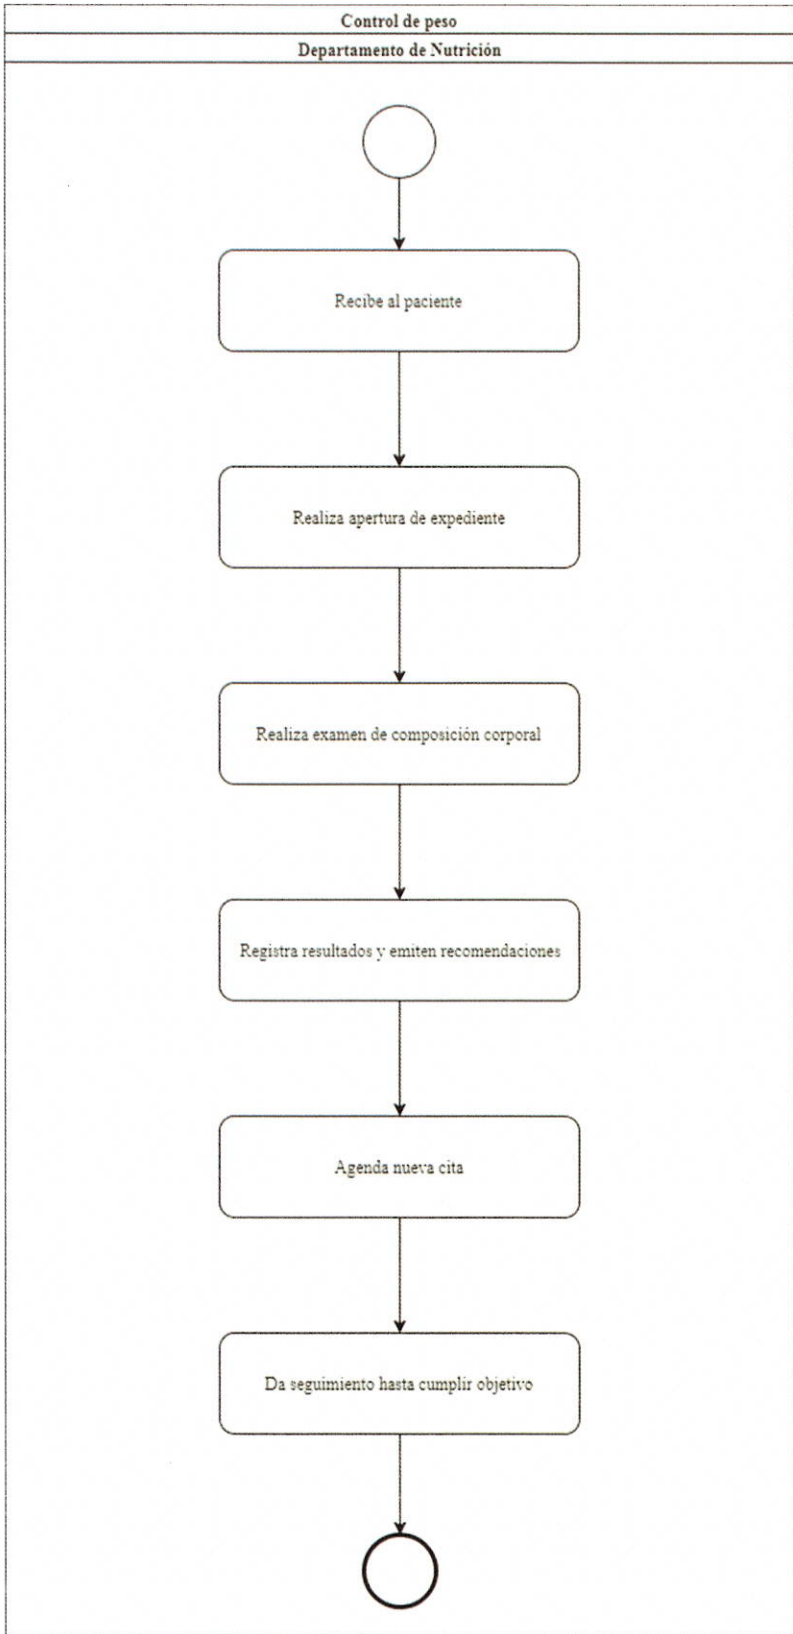 Control de peso
Departamento de Nutrición
Recibe al paciente
Realiza apertura de expediente
Realiza examen de composición corporal
Registra resultados y emiten recomendaciones
Agenda nueva cita
Da seguimiento hasta cumplir objetivo